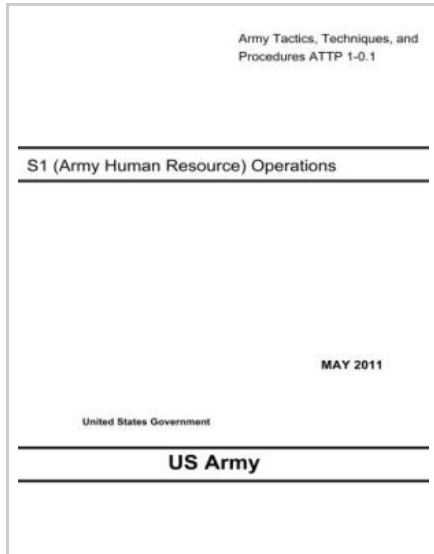 Army Tactics, Techniques, and
Procedures ATTP 1-0.1
S1 (Army Human Resource) Operations
MAY 2011
United States Government
US Army